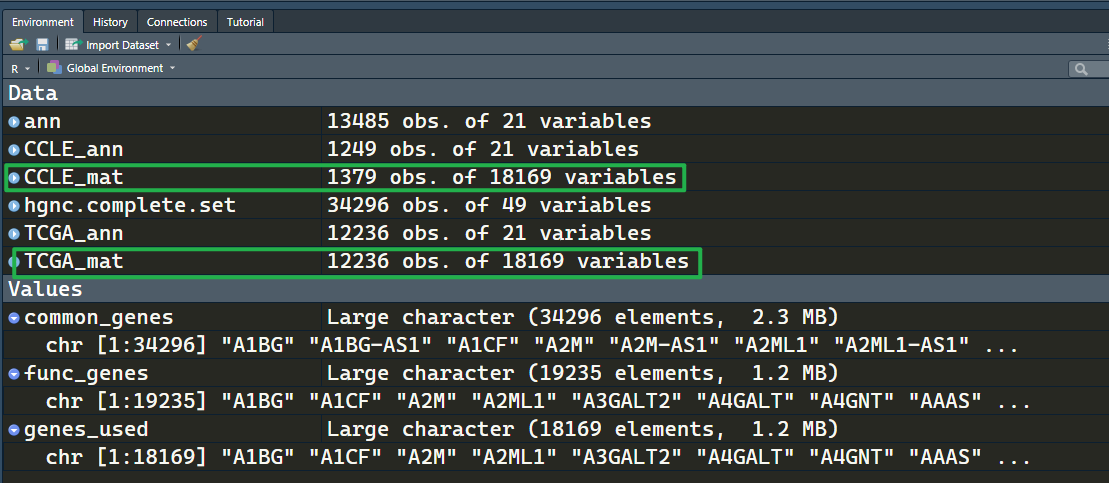 Environment History Connections Tutorial
Import Dataset
R Global Environment
Data
ann 13485 obs. of 21 variables
CCLE_ann 1249 obs. of 21 variables
CCLE_mat 1379 obs. of 18169 variables
hgnc.complete.set 34296 obs. of 49 variables
TCGA_ann 12236 obs. of 21 variables
TCGA_mat 12236 obs. of 18169 variables
Values
common_genes Large character (34296 elements, 2.3 MB)
chr [1:34296] "A1BG" "A1BG-AS1" "A1CF" "A2M" "A2M-AS1" "A2ML1" "A2ML1-AS1" ...
func_genes Large character (19235 elements, 1.2 MB)
chr [1:19235] "A1BG" "A1CF" "A2M" "A2ML1" "A3GALT2" "A4GALT" "A4GNT" "AAAS" ...
genes_used Large character (18169 elements, 1.2 MB)
chr [1:18169] "A1BG" "A1CF" "A2M" "A2ML1" "A3GALT2" "A4GALT" "A4GNT" "AAAS" ...